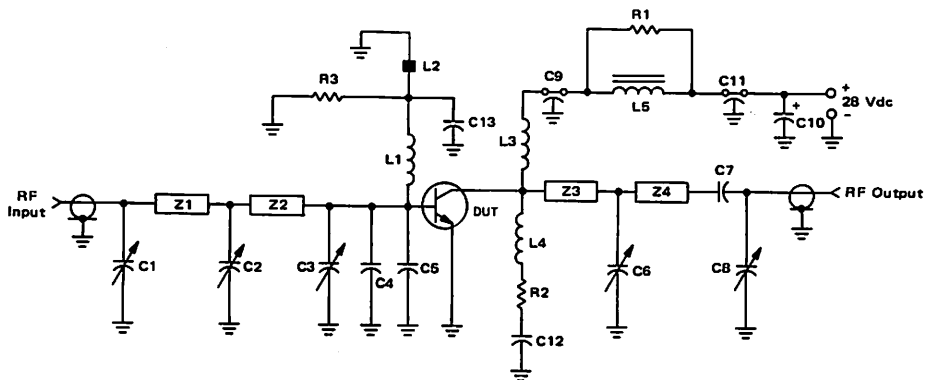 R1
L2
R3
C9
C11
+
28 Vdc
-
L5
+
C10
C13
L3
L1
C7
RF
Input
Z1
Z2
DUT
Z3
Z4
RF Output
L4
C1
C2
C3
C4
C5
C6
C8
R2
C12